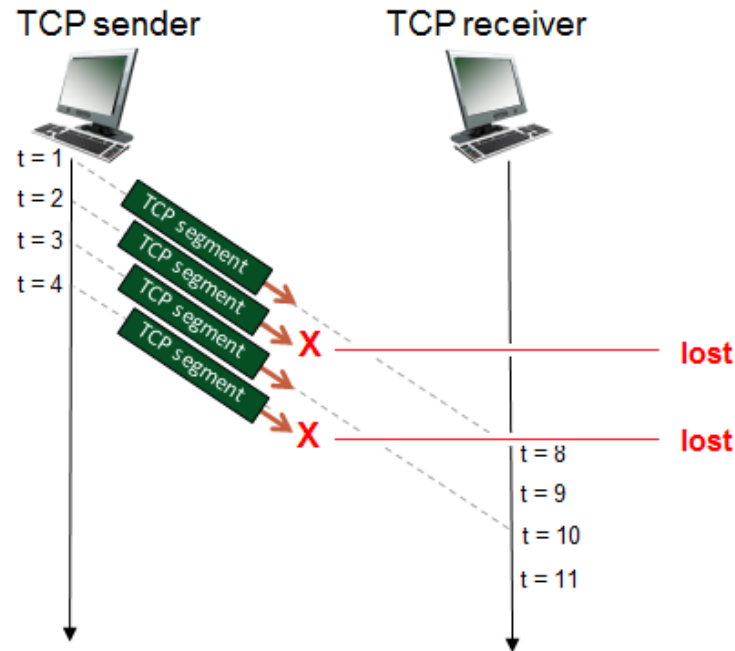 TCP sender
TCP receiver
t = 1
t = 2
t = 3
t = 4
TCP segment
TCP segment
TCP segment
TCP segment
X
lost
X
lost
t = 8
t = 9
t = 10
t = 11